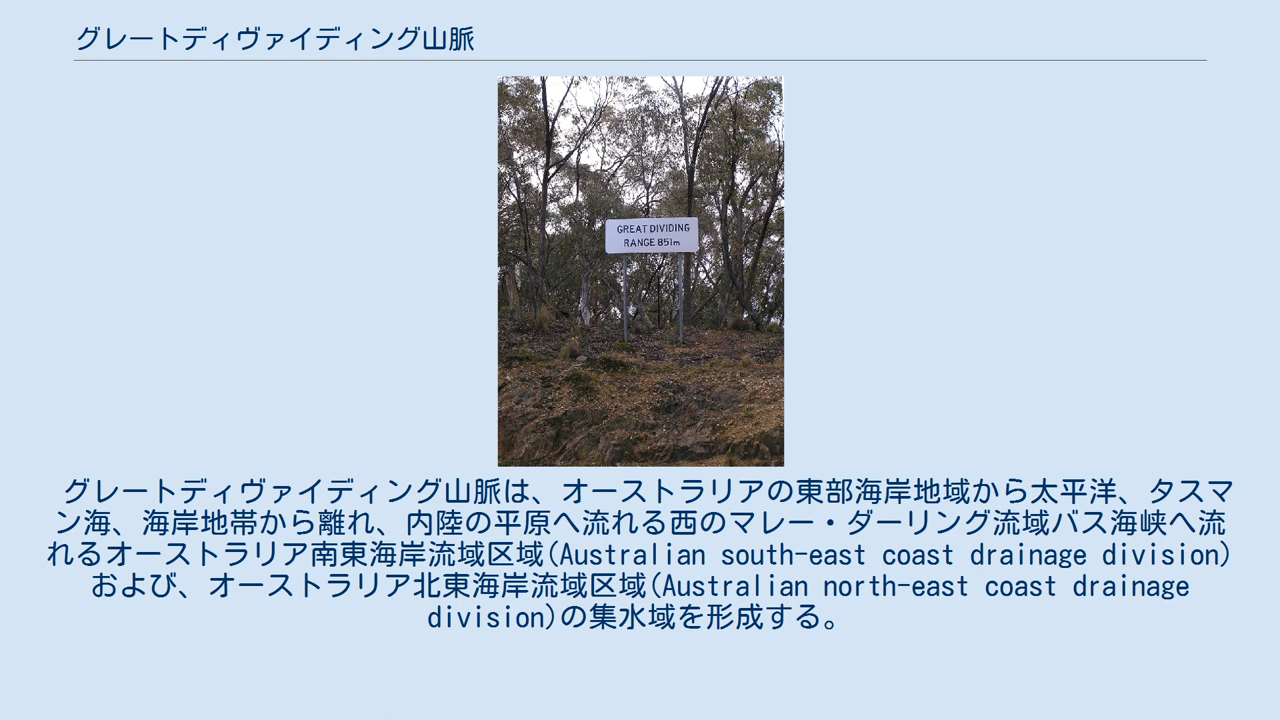 グレートディヴァイディング山脈
GREAT DIVIDING
RANGE 851m
グレートディヴァイディング山脈は、オーストラリアの東部海岸地域から太平洋、タスマ
ン海、海岸地帯から離れ、内陸の平原へ流れる西のマレー・ダーリング流域バス海峡へ流
れるオーストラリア南東海岸流域区域(Australian south-east coast drainage division)
および、オーストラリア北東海岸流域区域(Australian north-east coast drainage
division)の集水域を形成する。